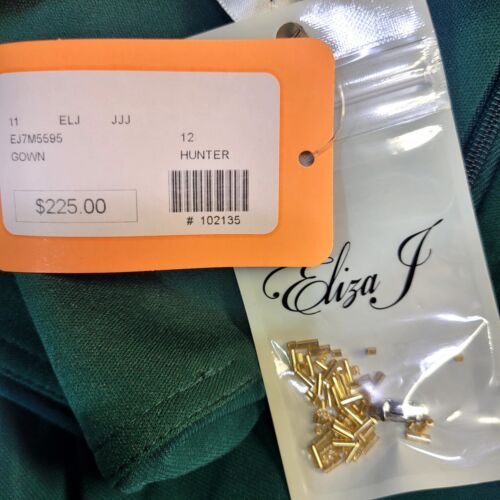 11 ELJ JJJ
EJ7M5595 12
GOWN HUNTER
$225.00
# 102135
Eliza J